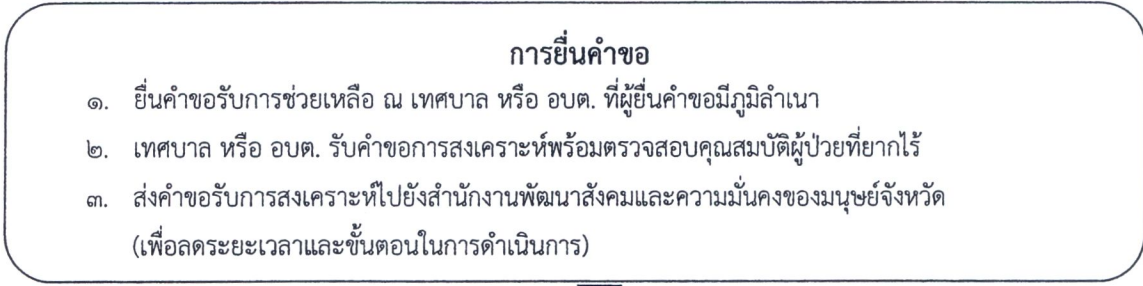 การยื่นคำขอ
๑. ยื่นคำขอรับการช่วยเหลือ ณ เทศบาล หรือ อบต. ที่ผู้ยื่นคำขอมีภูมิลำเนา
๒. เทศบาล หรือ อบต. รับคำขอการสงเคราะห์พร้อมตรวจสอบคุณสมบัติผู้ป่วยที่ยากไร้
๓. ส่งคำขอรับการสงเคราะห์ไปยังสำนักงานพัฒนาสังคมและความมั่นคงของมนุษย์จังหวัด
(เพื่อลดระยะเวลาและขั้นตอนในการดำเนินการ)